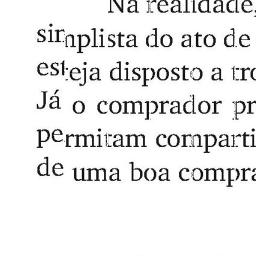 Na realidade,
simplista do ato de
esteja disposto a tro
Já o comprador pr
permitam comparti
de uma boa compra